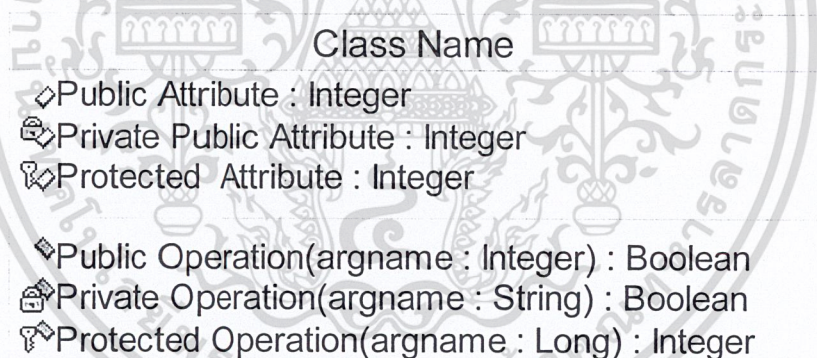 Class Name
Public Attribute : Integer
Private Public Attribute : Integer
Protected Attribute : Integer
Public Operation(argname : Integer) : Boolean
Private Operation(argname : String) : Boolean
Protected Operation(argname : Long) : Integer